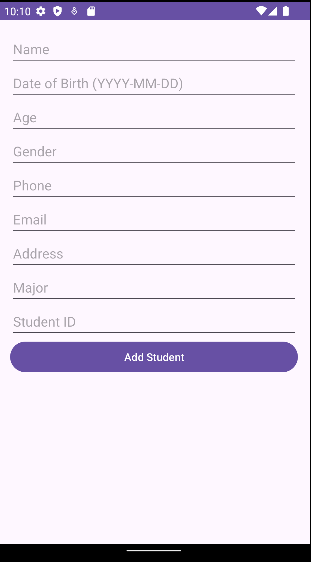 10:10
Name
Date of Birth (YYYY-MM-DD)
Age
Gender
Phone
Email
Address
Major
Student ID
Add Student